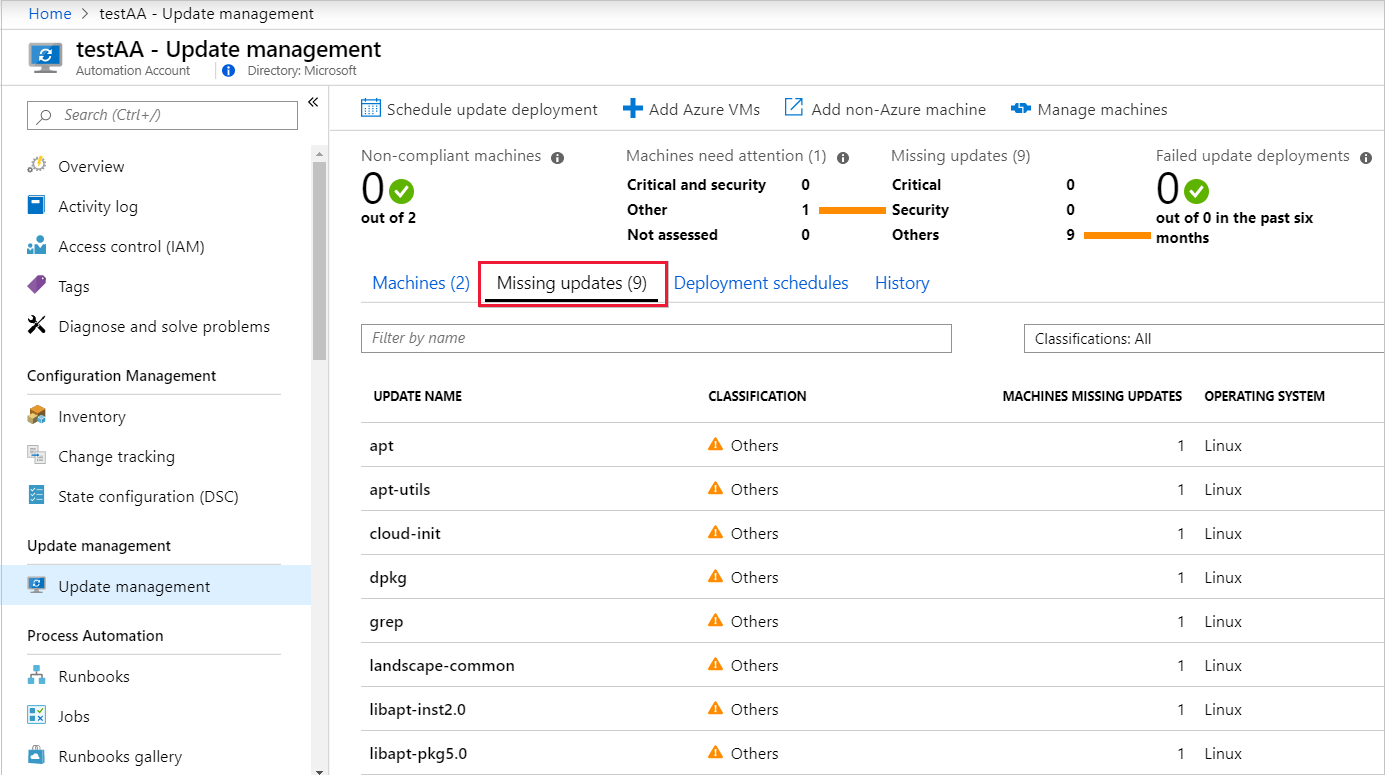 Home > testAA - Update management
testAA - Update management
Automation Account
Directory: Microsoft
Search (Ctrl+/)
«
Overview
Activity log
Access control (IAM)
Tags
Diagnose and solve problems
Configuration Management
Inventory
Change tracking
State configuration (DSC)
Update management
Update management
Process Automation
Runbooks
Jobs
Runbooks gallery
Schedule update deployment Add Azure VMs Add non-Azure machine Manage machines
Non-compliant machines
0
out of 2
Machines need attention (1)
Critical and security 0
Other 1
Not assessed 0
Missing updates (9)
Critical 0
Security 0
Others 9
Failed update deployments
0
out of 0 in the past six
months
Machines (2) Missing updates (9) Deployment schedules History
Filter by name Classifications: All
UPDATE NAME CLASSIFICATION MACHINES MISSING UPDATES OPERATING SYSTEM
apt Others 1 Linux
apt-utils Others 1 Linux
cloud-init Others 1 Linux
dpkg Others 1 Linux
grep Others 1 Linux
landscape-common Others 1 Linux
libapt-inst2.0 Others 1 Linux
libapt-pkg5.0 Others 1 Linux